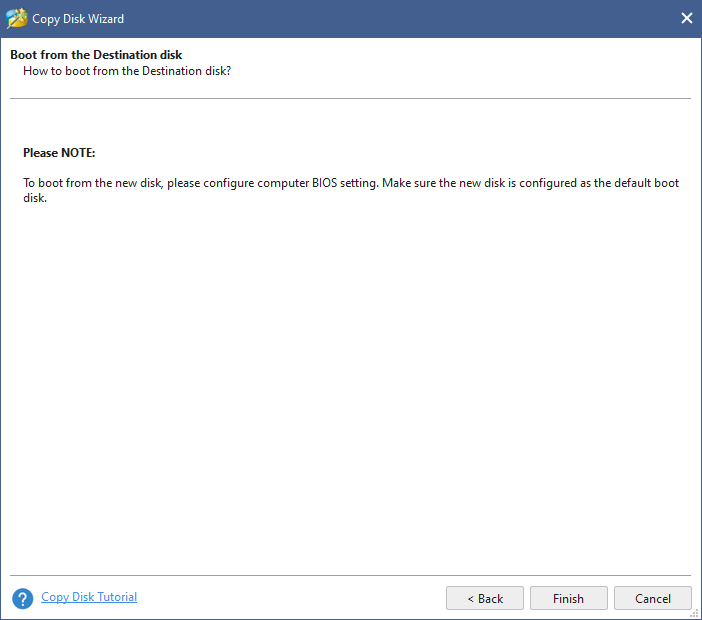 Copy Disk Wizard
Boot from the Destination disk
How to boot from the Destination disk?
Please NOTE:
To boot from the new disk, please configure computer BIOS setting. Make sure the new disk is configured as the default boot
disk.
? Copy Disk Tutorial
< Back Finish Cancel